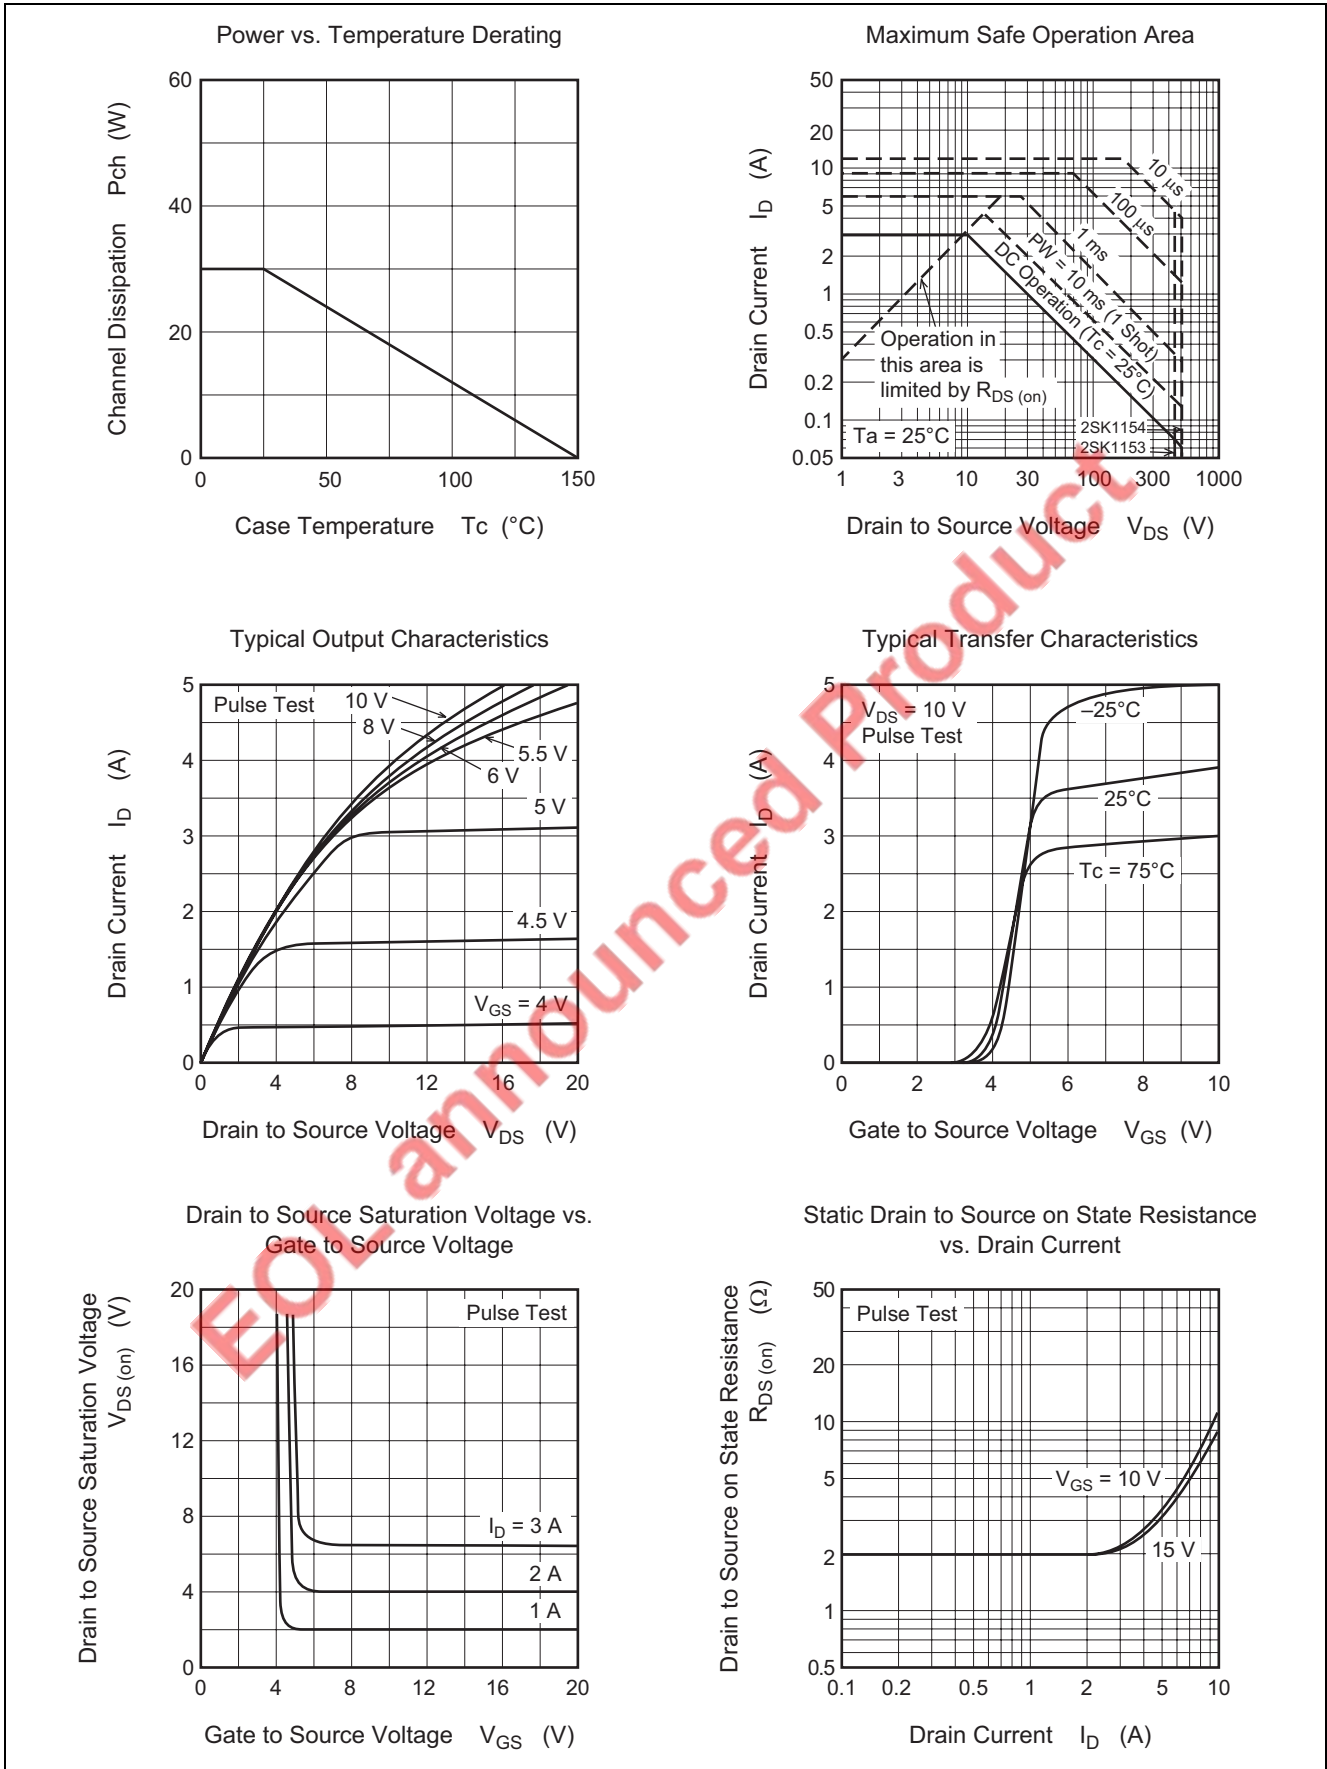 Power vs. Temperature Derating
60
40
20
0
0 50 100 150
Channel Dissipation Pch (W)
Case Temperature Tc (°C)
Maximum Safe Operation Area
50
20
10
5
2
1
0.5
0.2
0.1
0.05
1 3 10 30 100 300 1000
Drain Current ID (A)
10 μs
100 μs
1 ms
PW = 10 ms (1 Shot)
DC Operation (Tc = 25°C)
Operation in
this area is
limited by RDS (on)
Ta = 25°C
2SK1154
2SK1153
Drain to Source Voltage VDS (V)
Typical Output Characteristics
5
4
3
2
1
0
0 4 8 12 16 20
Drain Current ID (A)
Pulse Test
10 V
8 V
5.5 V
6 V
5 V
4.5 V
VGS = 4 V
Drain to Source Voltage VDS (V)
Typical Transfer Characteristics
5
4
3
2
1
0
0 2 4 6 8 10
Drain Current ID (A)
VDS = 10 V
Pulse Test
–25°C
25°C
Tc = 75°C
Gate to Source Voltage VGS (V)
Drain to Source Saturation Voltage vs.
Gate to Source Voltage
20
16
12
8
4
0
0 4 8 12 16 20
Drain to Source Saturation Voltage
VDS (on) (V)
Pulse Test
ID = 3 A
2 A
1 A
Gate to Source Voltage VGS (V)
Static Drain to Source on State Resistance
vs. Drain Current
50
20
10
5
2
1
0.5
0.1 0.2 0.5 1 2 5 10
Drain to Source on State Resistance
RDS (on) (Ω)
Pulse Test
VGS = 10 V
15 V
Drain Current ID (A)
EOL announced Product